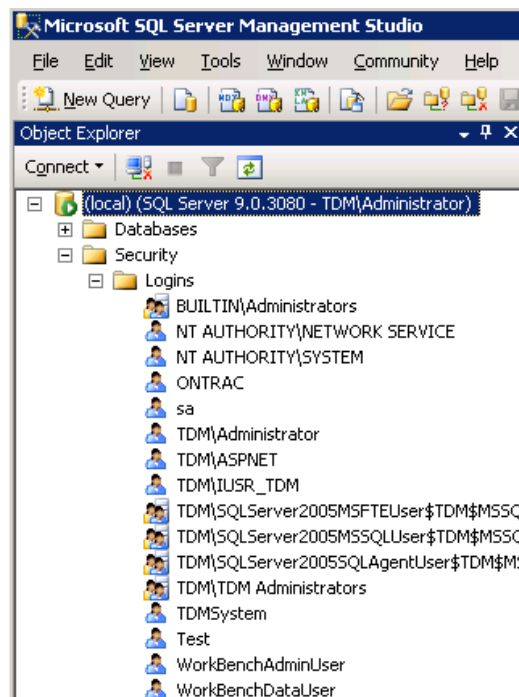 Microsoft SQL Server Management Studio
File Edit View Tools Window Community Help
New Query
Object Explorer
Connect
(local) (SQL Server 9.0.3080 - TDM\Administrator)
Databases
Security
Logins
BUILTIN\Administrators
NT AUTHORITY\NETWORK SERVICE
NT AUTHORITY\SYSTEM
ONTRAC
sa
TDM\Administrator
TDM\ASPNET
TDM\IUSR_TDM
TDM\SQLServer2005MSFTEUser$TDM$MSSQ
TDM\SQLServer2005MSSQLUser$TDM$MSSQ
TDM\SQLServer2005SQLAgentUser$TDM$MS
TDM\TDM Administrators
TDMSystem
Test
WorkBenchAdminUser
WorkBenchDataUser